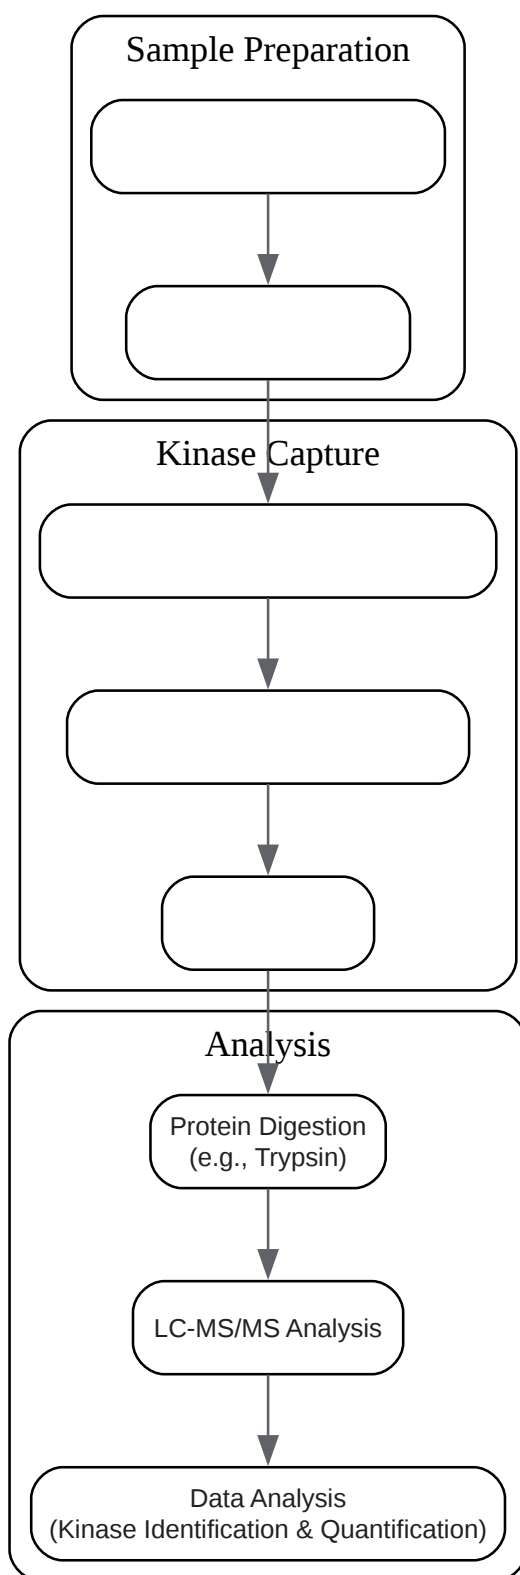 Sample Preparation
Kinase Capture
Analysis
Protein Digestion
(e.g., Trypsin)
LC-MS/MS Analysis
Data Analysis
(Kinase Identification & Quantification)